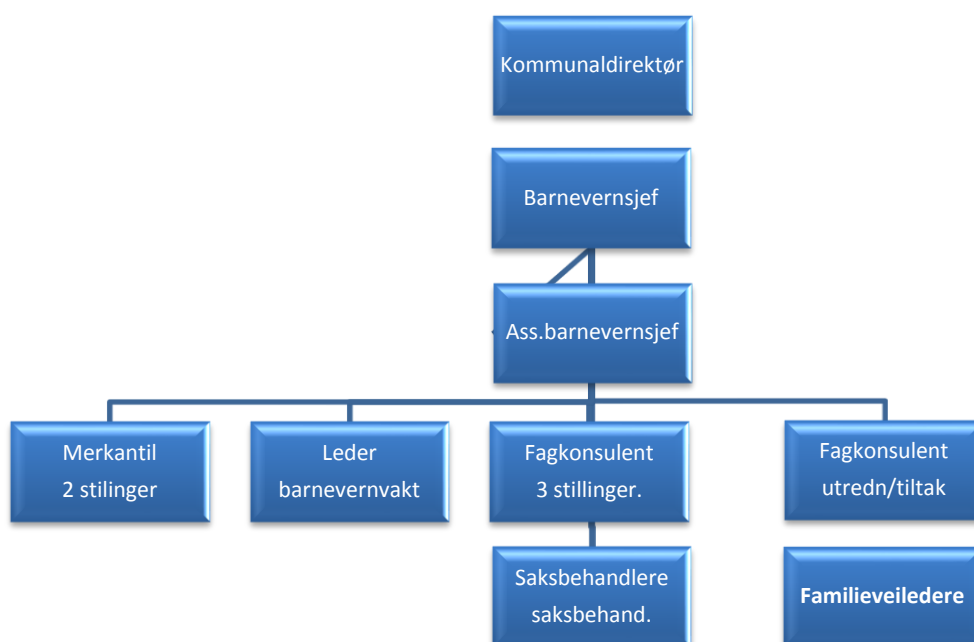 Kommunaldirektør
Barnevernsjef
Ass.barnevernsjef
Merkantil
2 stilinger
Leder
barnevernvakt
Fagkonsulent
3 stillinger.
Fagkonsulent
utredn/tiltak
Saksbehandlere
saksbehand.
Familieveiledere